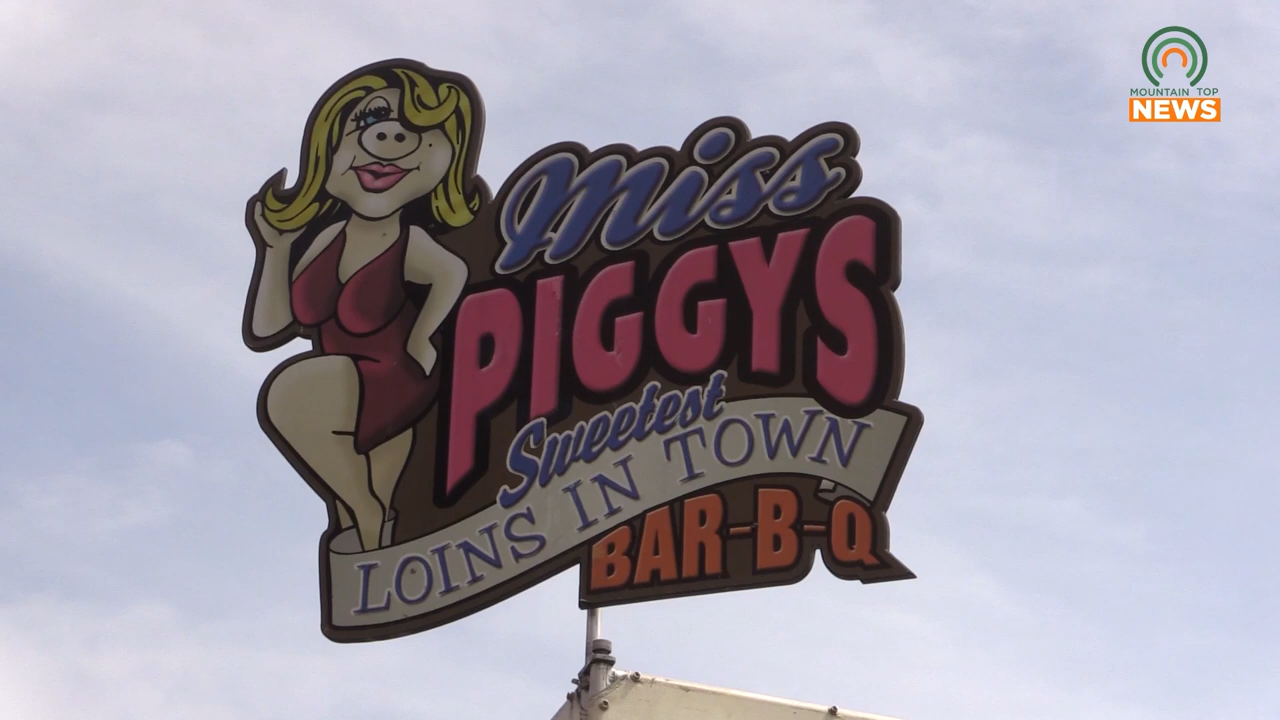 MOUNTAIN TOP
NEWS
miss
PIGGYS
Sweetest
LOINS IN TOWN
BAR-B-Q